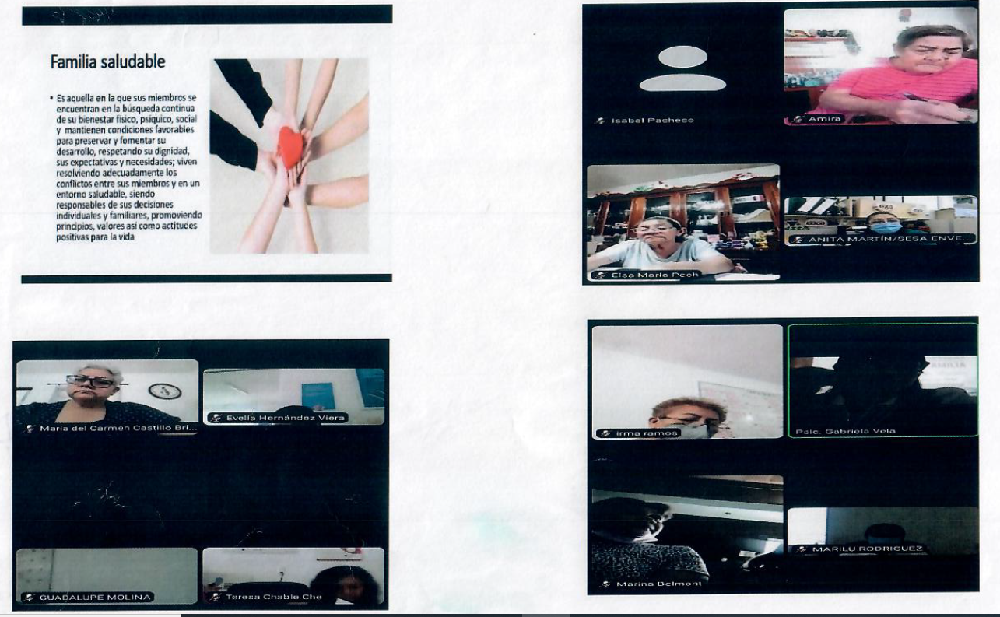 Familia saludable
• Es aquella en la que sus miembros se
encuentran en la búsqueda continua
de su bienestar físico, psíquico, social
y mantienen condiciones favorables
para preservar y fomentar su
desarrollo, respetando su dignidad,
sus expectativas y necesidades; viven
resolviendo adecuadamente los
conflictos entre sus miembros y en un
entorno saludable, siendo
responsables de sus decisiones
individuales y familiares, promoviendo
principios, valores así como actitudes
positivas para la vida
Isabel Pacheco
Amira
Elsa María Pech
ANITA MARTÍN/SESA ENVE...
María del Carmen Castillo Bri...
Evelia Hernández Viera
GUADALUPE MOLINA
Teresa Chable Che
irma ramos
Psic. Gabriela Vela
Marina Belmont
MARILU RODRIGUEZ